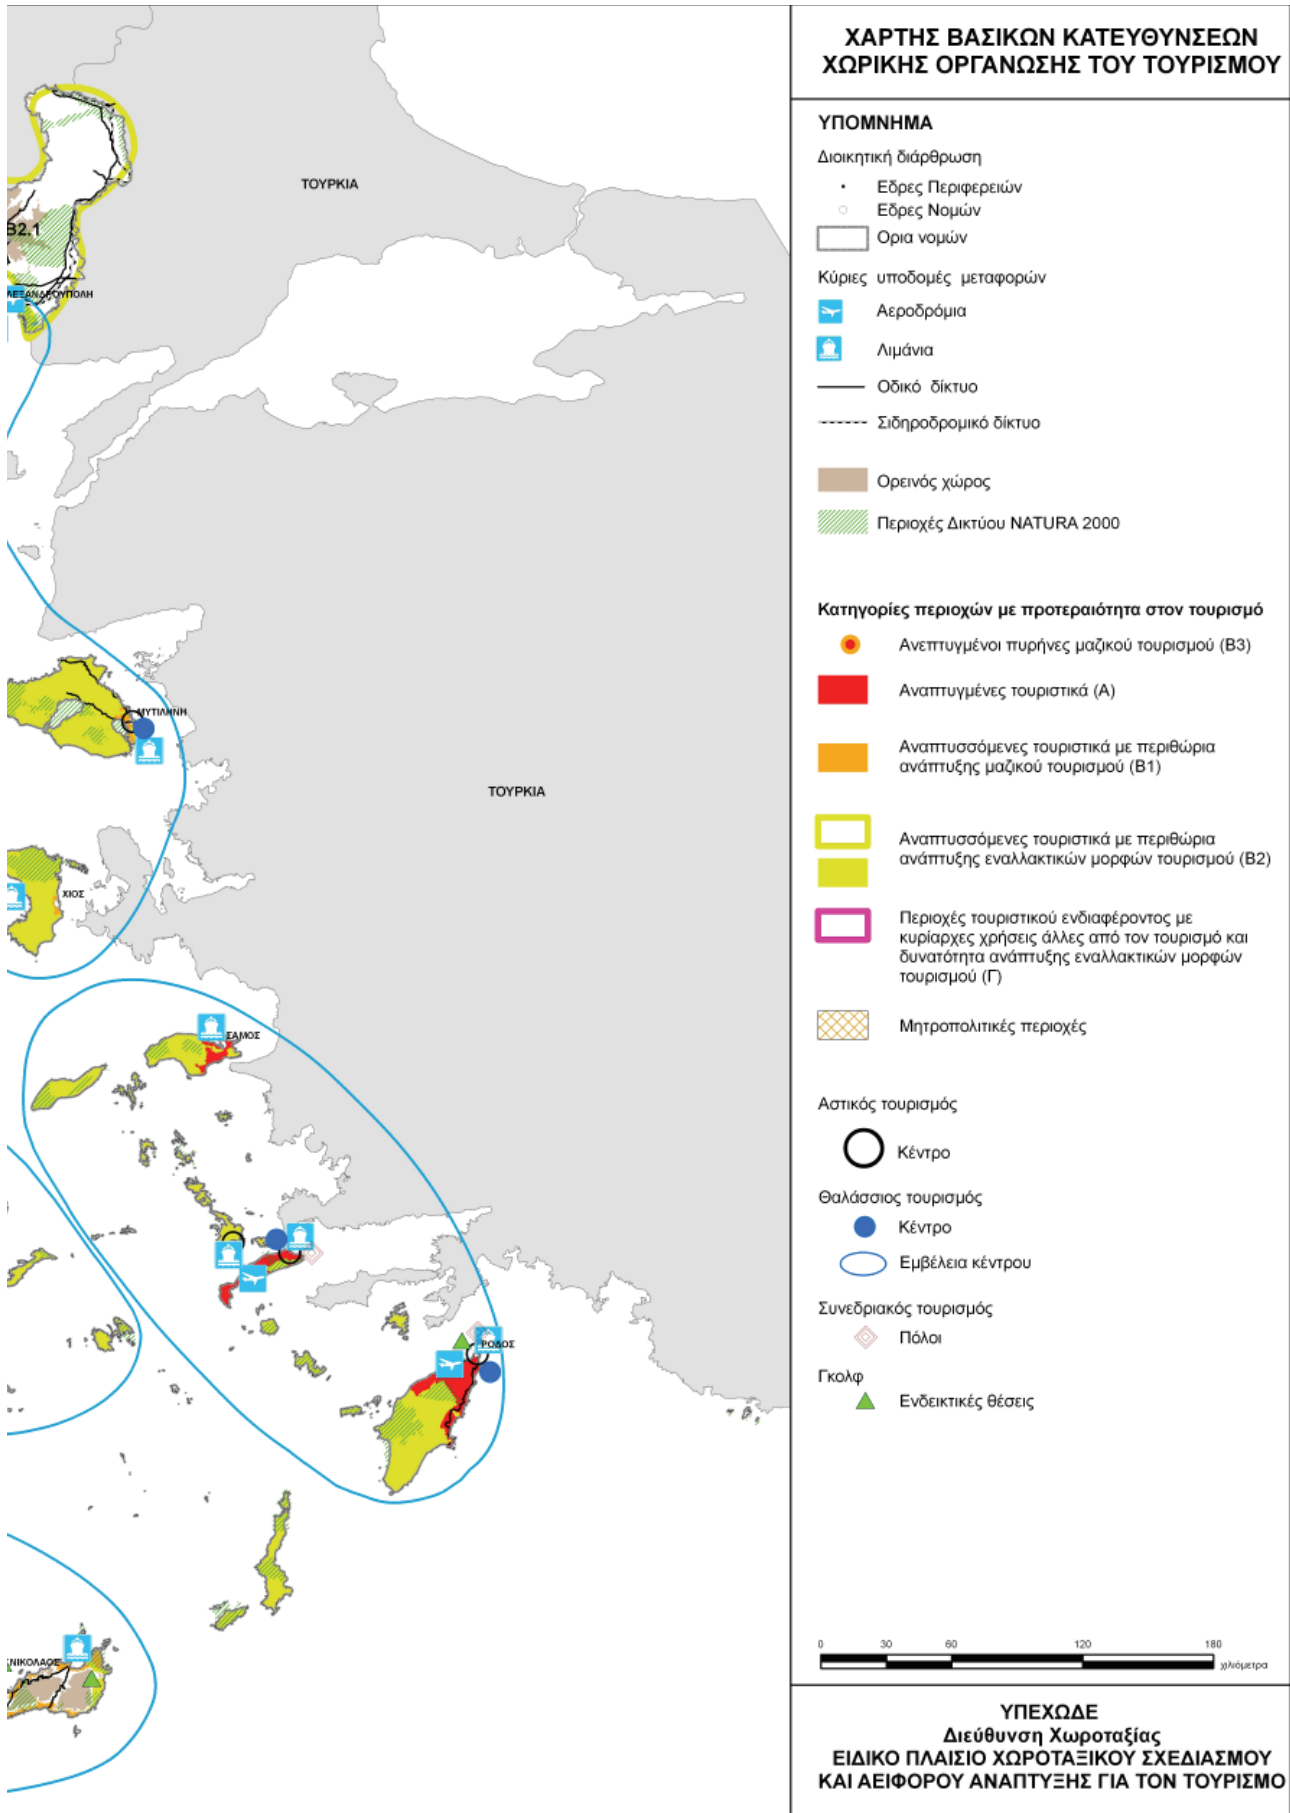 ΧΑΡΤΗΣ ΒΑΣΙΚΩΝ ΚΑΤΕΥΘΥΝΣΕΩΝ
ΧΩΡΙΚΗΣ ΟΡΓΑΝΩΣΗΣ ΤΟΥ ΤΟΥΡΙΣΜΟΥ
ΥΠΟΜΝΗΜΑ
Διοικητική διάρθρωση
Εδρες Περιφερειών
Εδρες Νομών
Ορια νομών
Κύριες υποδομές μεταφορών
Αεροδρόμια
Λιμάνια
Οδικό δίκτυο
Σιδηροδρομικό δίκτυο
Ορεινός χώρος
Περιοχές Δικτύου NATURA 2000
Κατηγορίες περιοχών με προτεραιότητα στον τουρισμό
Ανεπτυγμένοι πυρήνες μαζικού τουρισμού (Β3)
Αναπτυγμένες τουριστικά (Α)
Αναπτυσσόμενες τουριστικά με περιθώρια
ανάπτυξης μαζικού τουρισμού (Β1)
Αναπτυσσόμενες τουριστικά με περιθώρια
ανάπτυξης εναλλακτικών μορφών τουρισμού (Β2)
Περιοχές τουριστικού ενδιαφέροντος με
κυρίαρχες χρήσεις άλλες από τον τουρισμό και
δυνατότητα ανάπτυξης εναλλακτικών μορφών
τουρισμού (Γ)
Μητροπολιτικές περιοχές
Αστικός τουρισμός
Κέντρο
Θαλάσσιος τουρισμός
Κέντρο
Εμβέλεια κέντρου
Συνεδριακός τουρισμός
Πόλοι
Γκολφ
Ενδεικτικές θέσεις
0 30 60 120 180
χιλιόμετρα
ΥΠΕΧΩΔΕ
Διεύθυνση Χωροταξίας
ΕΙΔΙΚΟ ΠΛΑΙΣΙΟ ΧΩΡΟΤΑΞΙΚΟΥ ΣΧΕΔΙΑΣΜΟΥ
ΚΑΙ ΑΕΙΦΟΡΟΥ ΑΝΑΠΤΥΞΗΣ ΓΙΑ ΤΟΝ ΤΟΥΡΙΣΜΟ
ΤΟΥΡΚΙΑ
Β2.1
ΛΕΞΑΝΔΡΟΥΠΟΛΗ
ΜΥΤΙΛΗΝΗ
ΤΟΥΡΚΙΑ
ΧΙΟΣ
ΣΑΜΟΣ
ΡΟΔΟΣ
ΝΙΚΟΛΑΟΣ